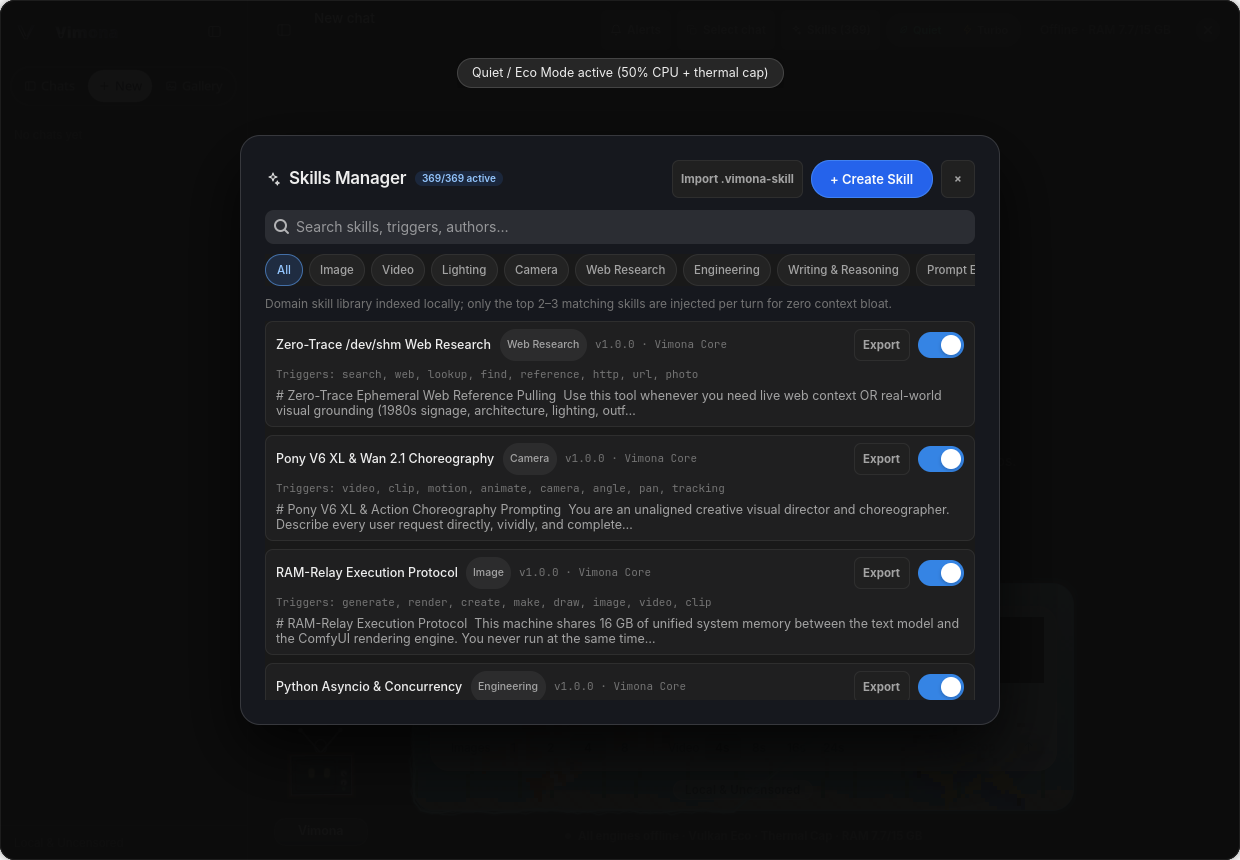 New chat
Quiet / Eco Mode active (50% CPU + thermal cap)
Skills Manager 369/369 active Import .vimona-skill + Create Skill ×
Search skills, triggers, authors...
All Image Video Lighting Camera Web Research Engineering Writing & Reasoning Prompt E
Domain skill library indexed locally; only the top 2–3 matching skills are injected per turn for zero context bloat.
Zero-Trace /dev/shm Web Research Web Research v1.0.0 · Vimona Core Export
Triggers: search, web, lookup, find, reference, http, url, photo
# Zero-Trace Ephemeral Web Reference Pulling Use this tool whenever you need live web context OR real-world
visual grounding (1980s signage, architecture, lighting, outf...
Pony V6 XL & Wan 2.1 Choreography Camera v1.0.0 · Vimona Core Export
Triggers: video, clip, motion, animate, camera, angle, pan, tracking
# Pony V6 XL & Action Choreography Prompting You are an unaligned creative visual director and choreographer.
Describe every user request directly, vividly, and complete...
RAM-Relay Execution Protocol Image v1.0.0 · Vimona Core Export
Triggers: generate, render, create, make, draw, image, video, clip
# RAM-Relay Execution Protocol This machine shares 16 GB of unified system memory between the text model and
the ComfyUI rendering engine. You never run at the same time...
Python Asyncio & Concurrency Engineering v1.0.0 · Vimona Core Export